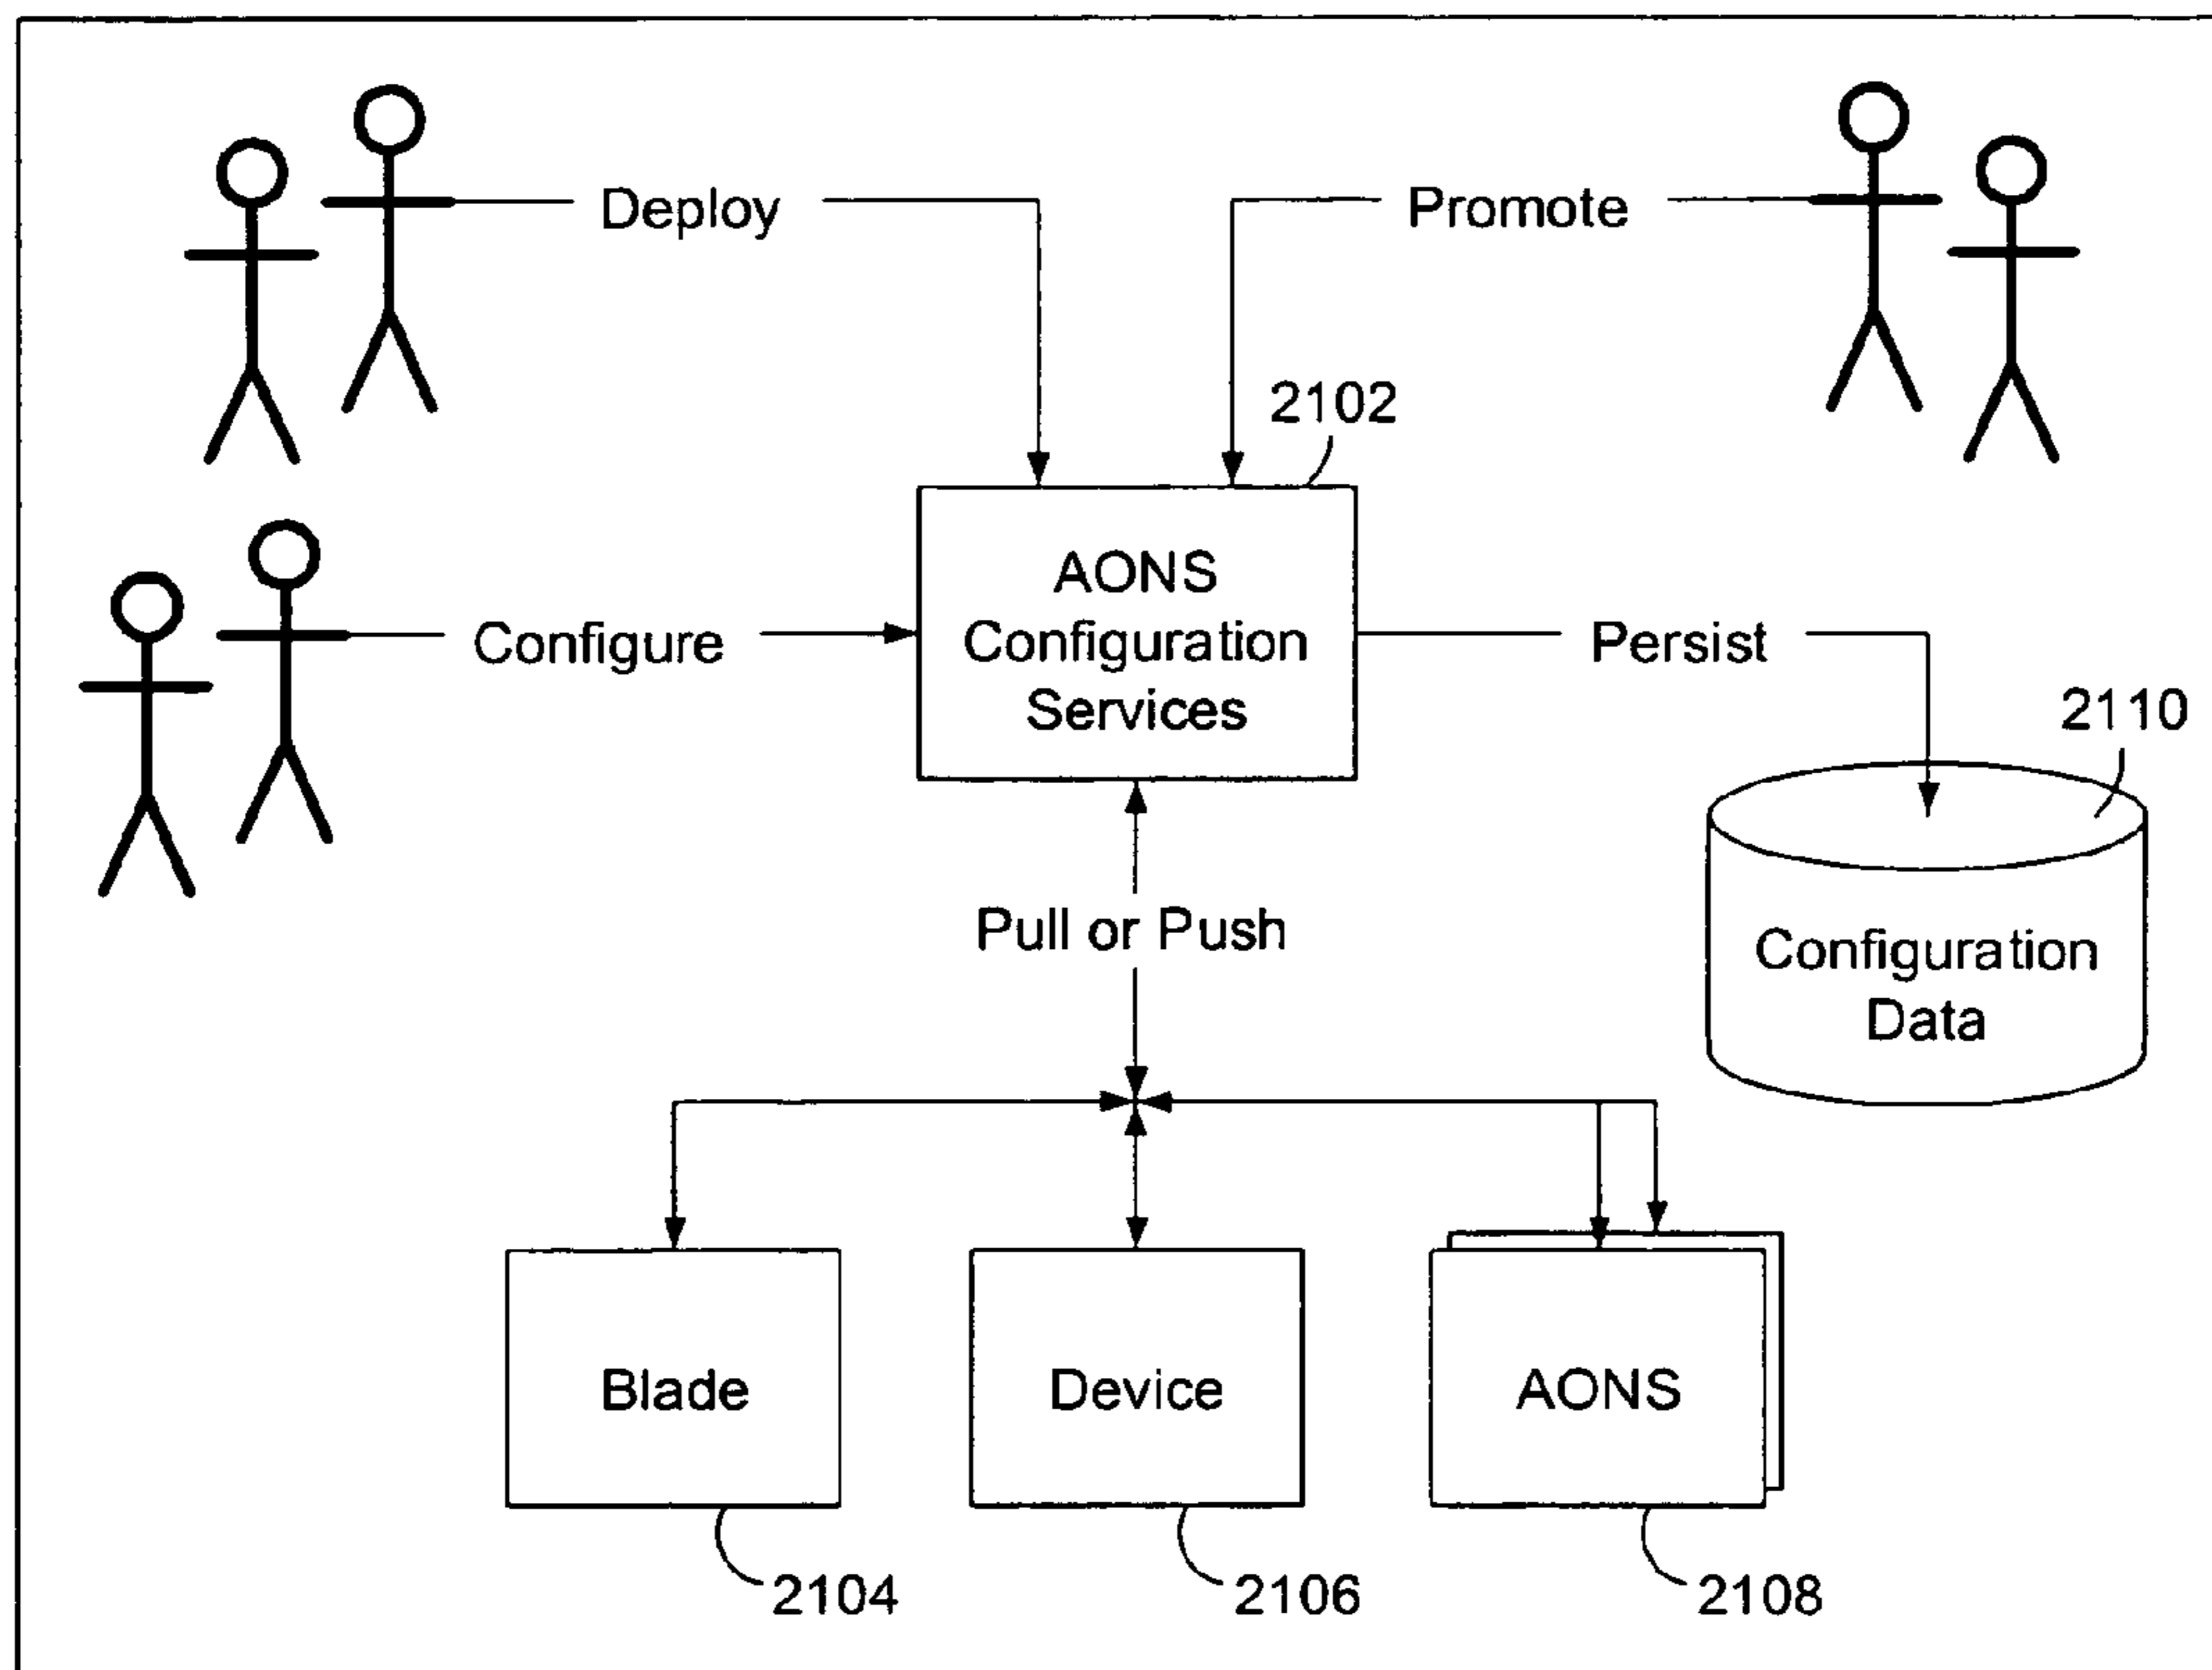 Deploy
Promote
2102
AONS
Configuration
Services
Configure
Persist
2110
Pull or Push
Configuration
Data
Blade
Device
AONS
2104
2106
2108